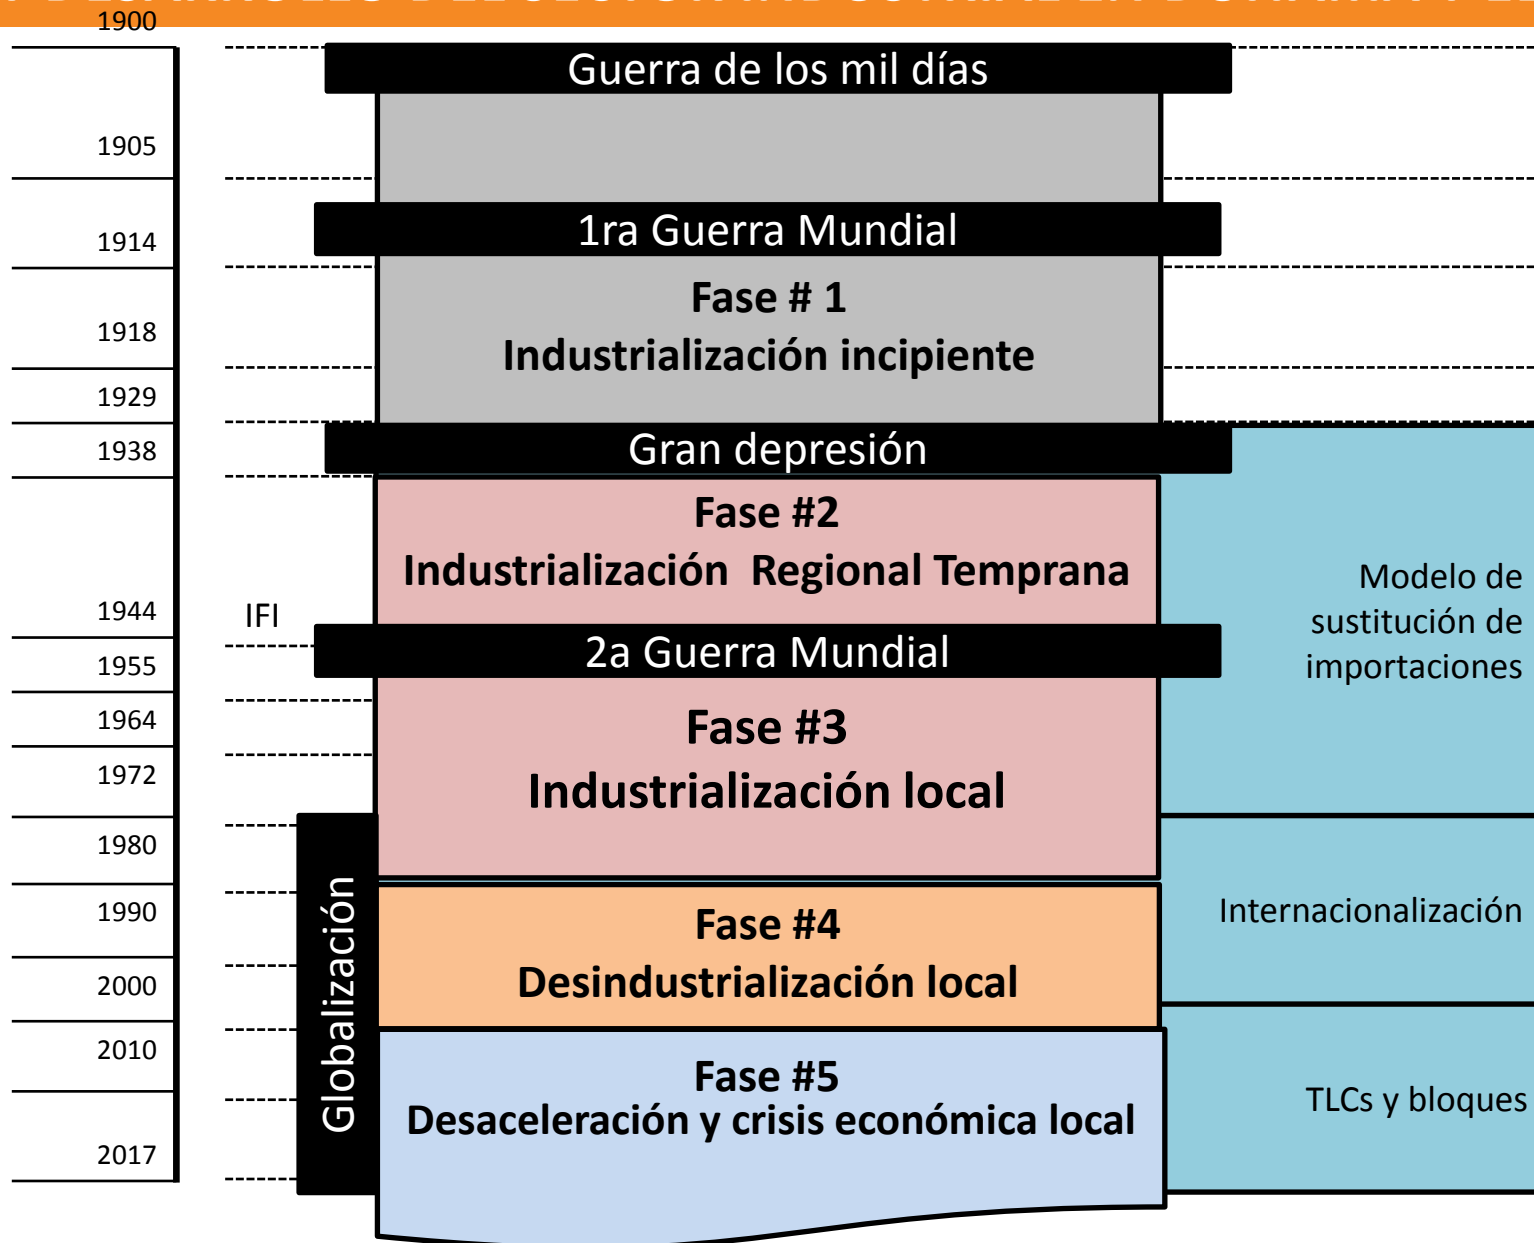 1900
Guerra de los mil días
1905
1ra Guerra Mundial
1914
Fase # 1
1918
Industrialización incipiente
1929
Gran depresión
1938
Fase #2
Industrialización Regional Temprana
Modelo de
sustitución de
importaciones
1944
IFI
2a Guerra Mundial
1955
1964
Fase #3
1972
Industrialización local
1980
Globalización
1990
Fase #4
Internacionalización
2000
Desindustrialización local
2010
Fase #5
Desaceleración y crisis económica local
TLCs y bloques
2017